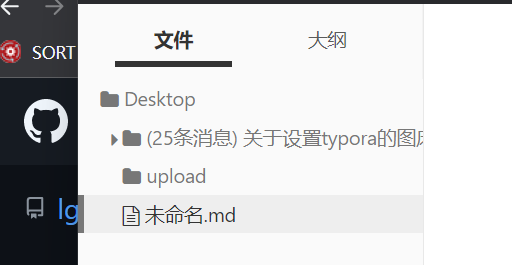 文件 大纲
SORT
Desktop
(25条消息) 关于设置typora的图
upload
lg
未命名.md